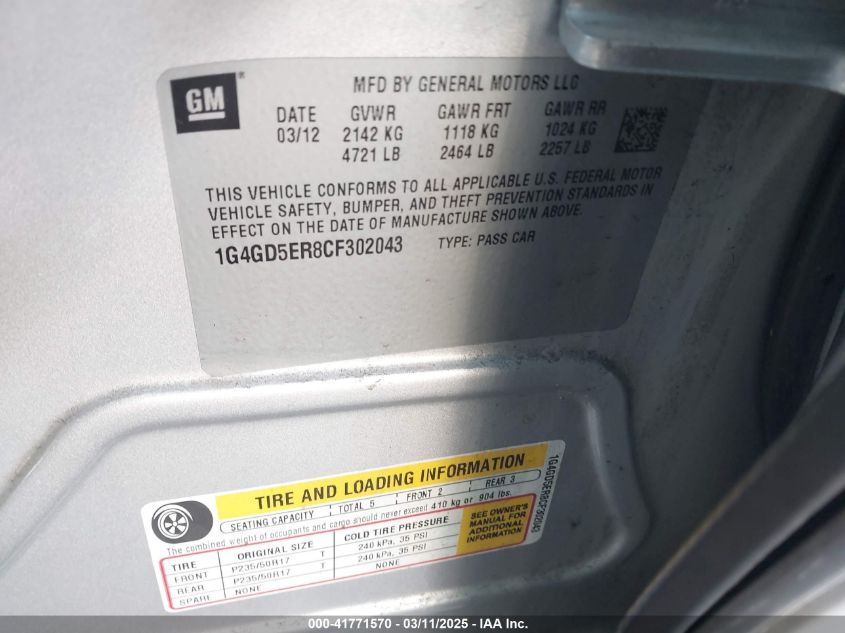 GM
MFD BY GENERAL MOTORS LLC
DATE GVWR GAWR FRT GAWR RR
03/12 2142 KG 1118 KG 1024 KG
4721 LB 2464 LB 2257 LB
THIS VEHICLE CONFORMS TO ALL APPLICABLE U.S. FEDERAL MOTOR
VEHICLE SAFETY, BUMPER, AND THEFT PREVENTION STANDARDS IN
EFFECT ON THE DATE OF MANUFACTURE SHOWN ABOVE.
1G4GD5ER8CF302043 TYPE: PASS CAR
TIRE AND LOADING INFORMATION
SEATING CAPACITY TOTAL 5 FRONT 2 REAR 3
The combined weight of occupants and cargo should never exceed 410 kg or 904 lbs.
TIRE ORIGINAL SIZE COLD TIRE PRESSURE
FRONT P235/50R17 T 240 kPa, 35 PSI
REAR P235/50R17 T 240 kPa, 35 PSI
SPARE NONE NONE
SEE OWNER'S
MANUAL FOR
ADDITIONAL
INFORMATION
1G4GD5ER8CF302043
000-41771570 - 03/11/2025 - IAA Inc.